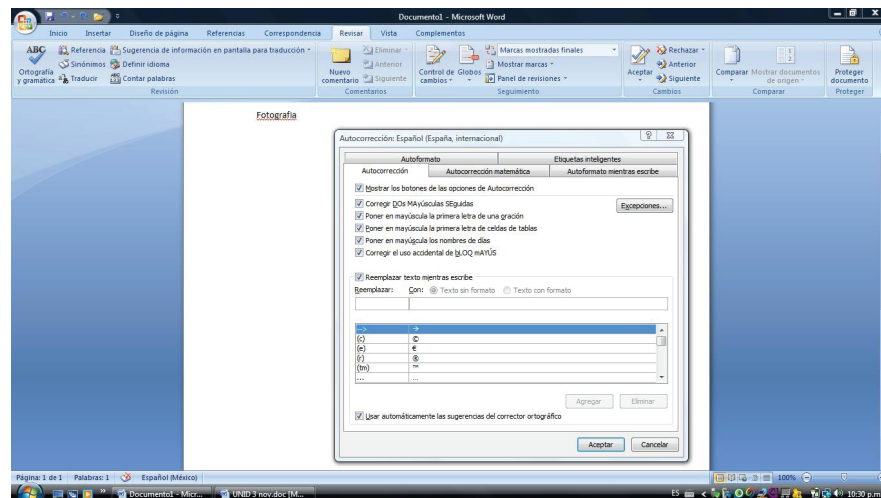 Documento1 - Microsoft Word
Inicio Insertar Diseño de página Referencias Correspondencia Revisar Vista Complementos
ABC Referencia Sugerencia de información en pantalla para traducción Eliminar Marcas mostradas finales Rechazar
Sinónimos Definir idioma Anterior Mostrar marcas Anterior
Ortografía y gramática Traducir Contar palabras Nuevo comentario Siguiente Control de cambios Globos Panel de revisiones Aceptar Siguiente Comparar Mostrar documentos de origen Proteger documento
Revisión Comentarios Seguimiento Cambios Comparar Proteger
Fotografia
Autocorrección: Español (España, internacional)
Autoformato Etiquetas inteligentes
Autocorrección Autocorrección matemática Autoformato mientras escribe
Mostrar los botones de las opciones de Autocorrección
Corregir DOs MAyúsculas SEguidas Excepciones...
Poner en mayúscula la primera letra de una oración
Poner en mayúscula la primera letra de celdas de tablas
Poner en mayúscula los nombres de días
Corregir el uso accidental de bLOQ mAYÚS
Reemplazar texto mientras escribe
Reemplazar: Con: Texto sin formato Texto con formato
--> →
(c) ©
(e) €
(r) ®
(tm) ™
... …
Agregar Eliminar
Usar automáticamente las sugerencias del corrector ortográfico
Aceptar Cancelar
Página: 1 de 1 Palabras: 1 Español (México) 100%
Documento1 - Micr... UNID 3 nov.doc [M... ES 10:30 p.m.